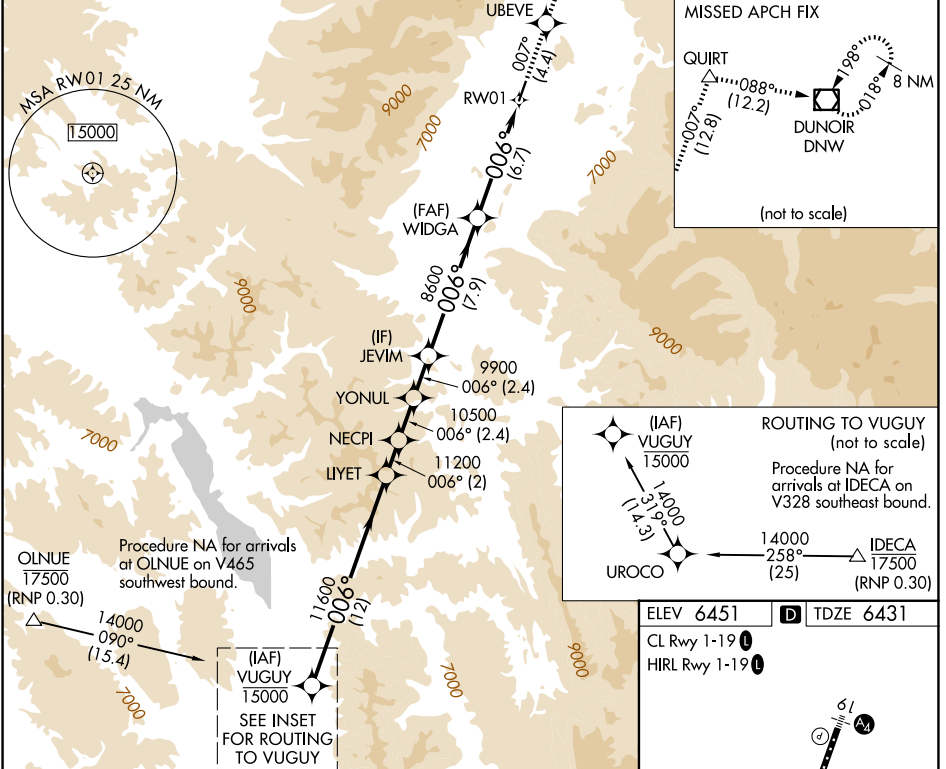 UBEVE
007°
(4.4)
RW01
006°
(6.7)
9000
7000
7000
MSA RW01 25 NM
15000
(FAF)
WIDGA
8600
006°
(7.9)
9000
(IF)
JEVIM
9900
006° (2.4)
YONUL
10500
006° (2.4)
NECPI
11200
006° (2)
LIYET
9000
7000
11600
006°
(12)
Procedure NA for arrivals
at OLNUE on V465
southwest bound.
OLNUE
17500
(RNP 0.30)
14000
090°
(15.4)
7000
(IAF)
VUGUY
15000
SEE INSET
FOR ROUTING
TO VUGUY
7000
9000
MISSED APCH FIX
QUIRT
088°
(12.2)
007°
(12.8)
198°
018°
8 NM
DUNOIR
DNW
(not to scale)
ROUTING TO VUGUY
(not to scale)
(IAF)
VUGUY
15000
Procedure NA for
arrivals at IDECA on
V328 southeast bound.
14000
319°
(14.3)
UROCO
14000
258°
(25)
IDECA
17500
(RNP 0.30)
ELEV 6451
D
TDZE 6431
CL Rwy 1-19 L
HIRL Rwy 1-19 L
19
A4
P